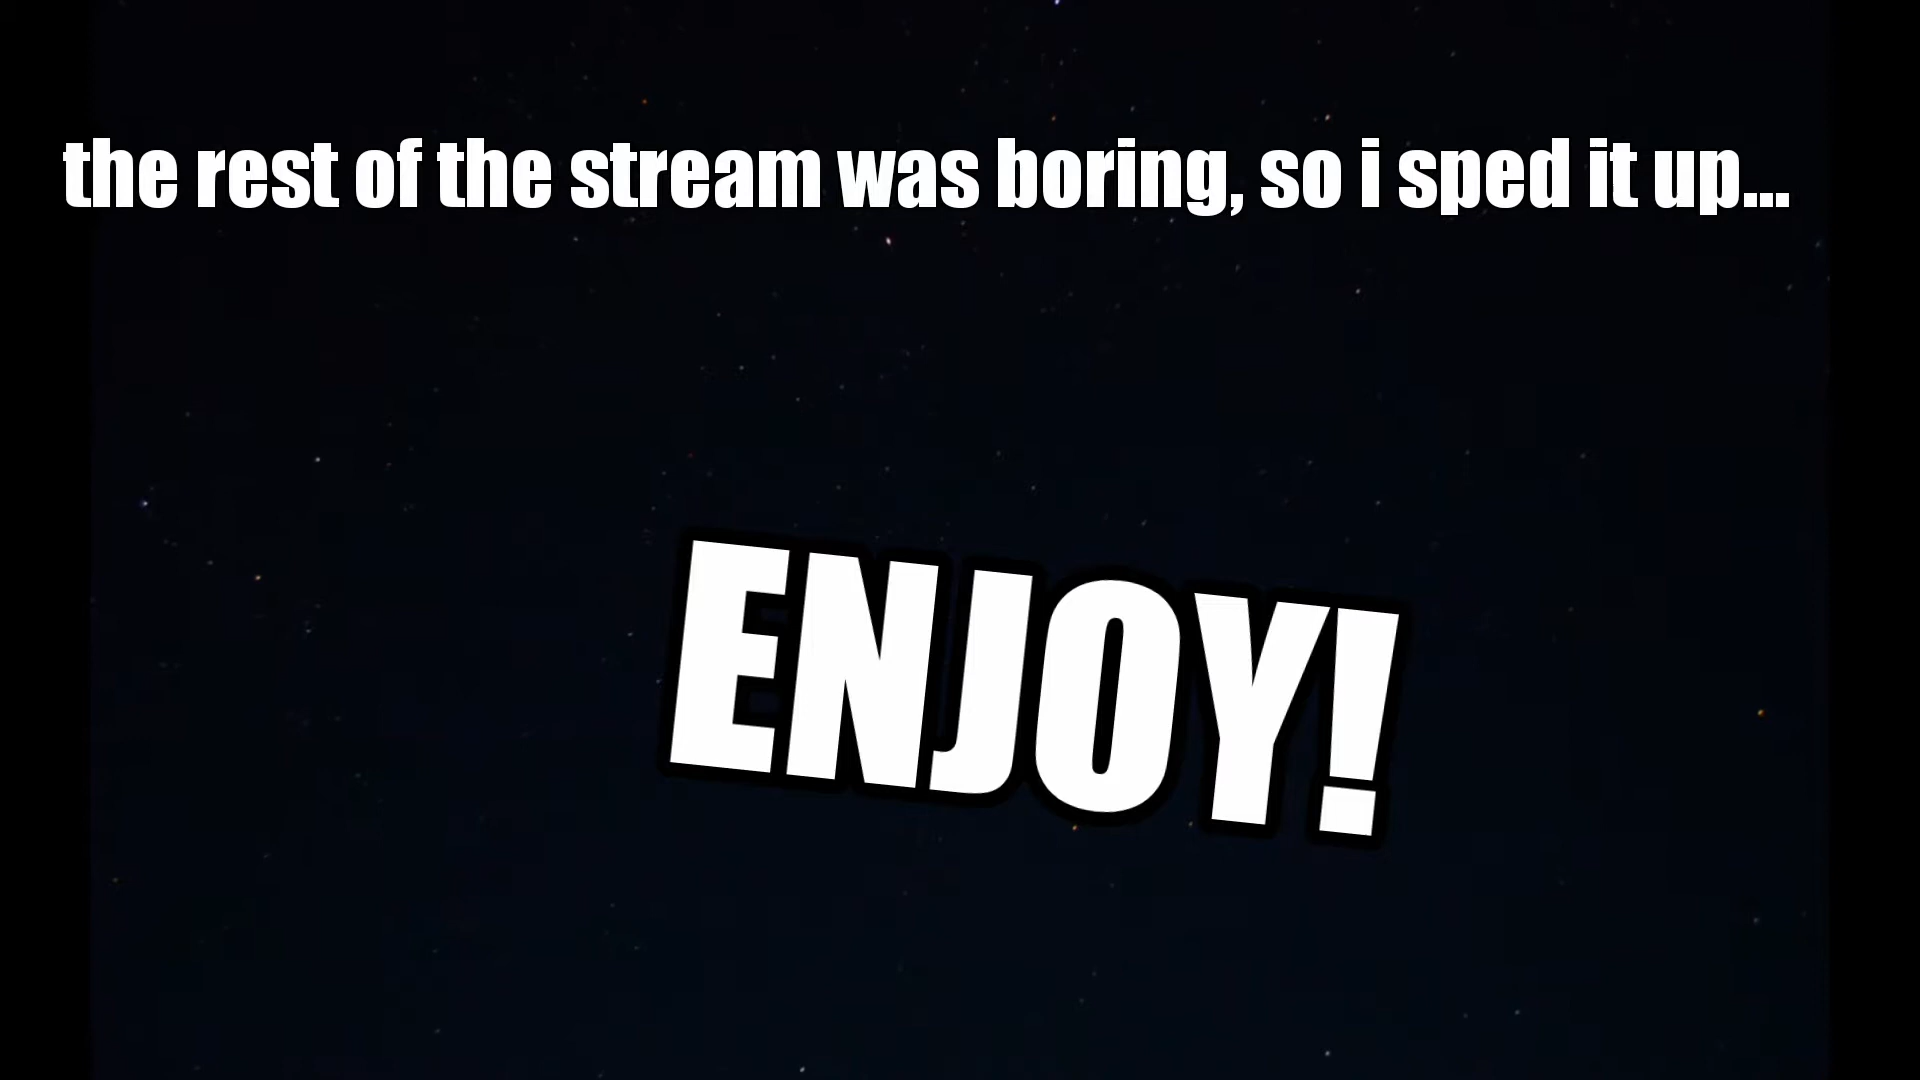 the rest of the stream was boring, so i sped it up...
ENJOY!